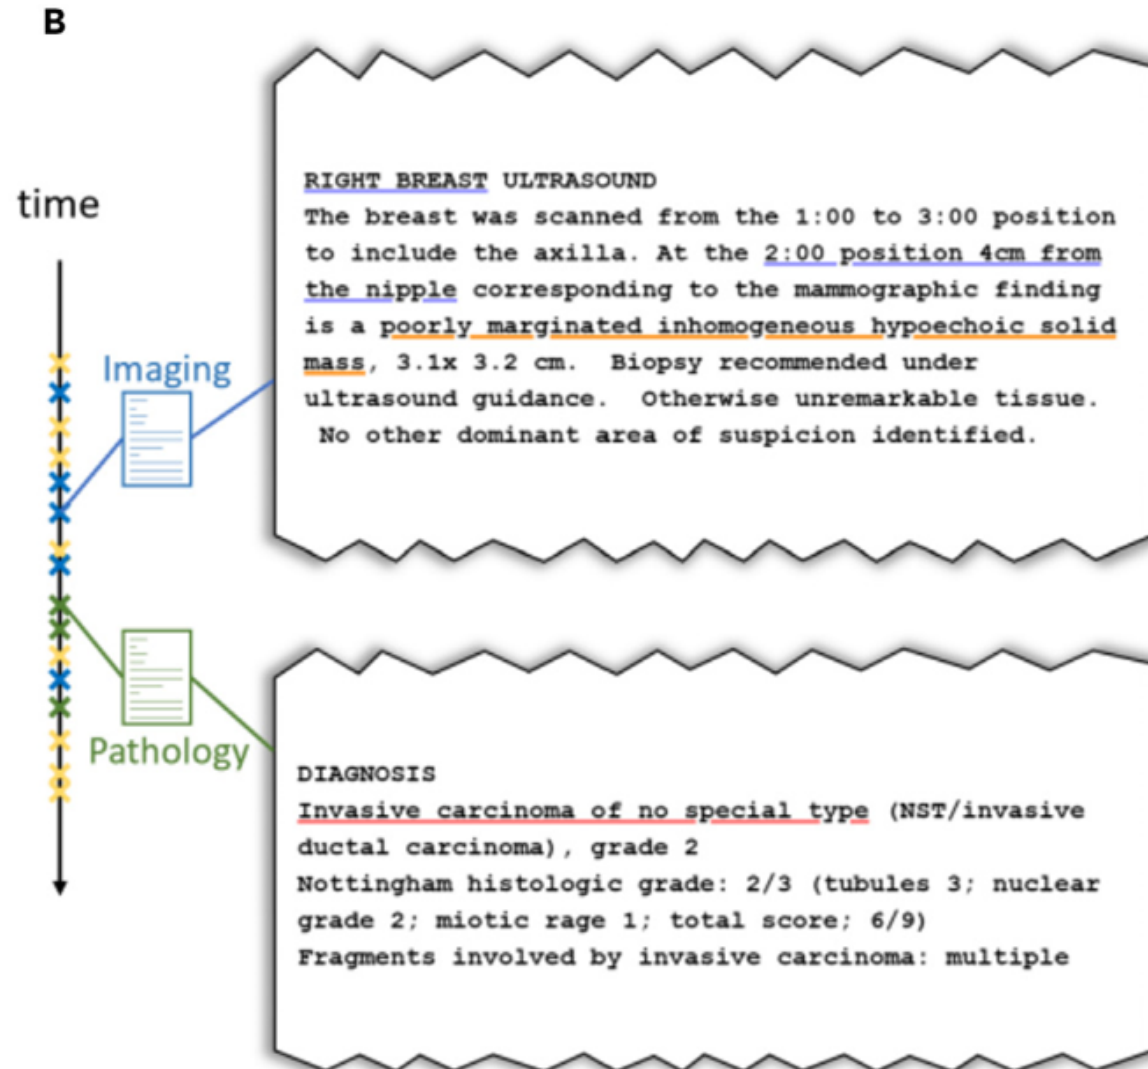 B
time
Imaging
RIGHT BREAST ULTRASOUND
The breast was scanned from the 1:00 to 3:00 position
to include the axilla. At the 2:00 position 4cm from
the nipple corresponding to the mammographic finding
is a poorly marginated inhomogeneous hypoechoic solid
mass, 3.1x 3.2 cm. Biopsy recommended under
ultrasound guidance. Otherwise unremarkable tissue.
No other dominant area of suspicion identified.
Pathology
DIAGNOSIS
Invasive carcinoma of no special type (NST/invasive
ductal carcinoma), grade 2
Nottingham histologic grade: 2/3 (tubules 3; nuclear
grade 2; miotic rage 1; total score; 6/9)
Fragments involved by invasive carcinoma: multiple